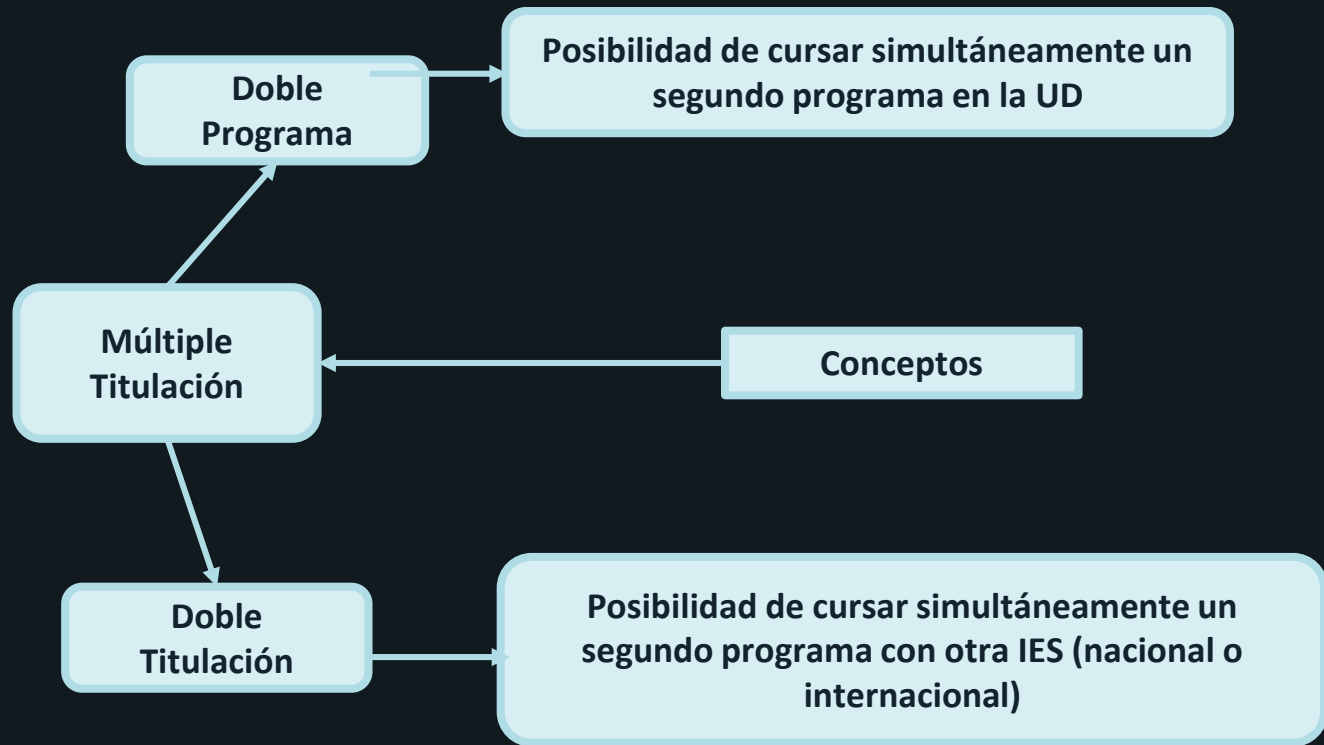 Posibilidad de cursar simultáneamente un
segundo programa en la UD
Doble
Programa
Múltiple
Titulación
Conceptos
Doble
Titulación
Posibilidad de cursar simultáneamente un
segundo programa con otra IES (nacional o
internacional)